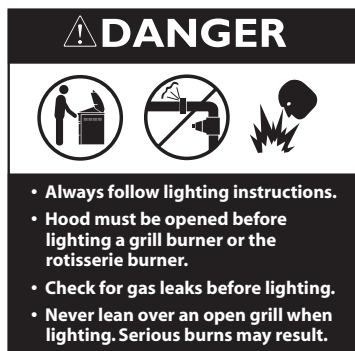 DANGER
• Always follow lighting instructions.
• Hood must be opened before
lighting a grill burner or the
rotisserie burner.
• Check for gas leaks before lighting.
• Never lean over an open grill when
lighting. Serious burns may result.